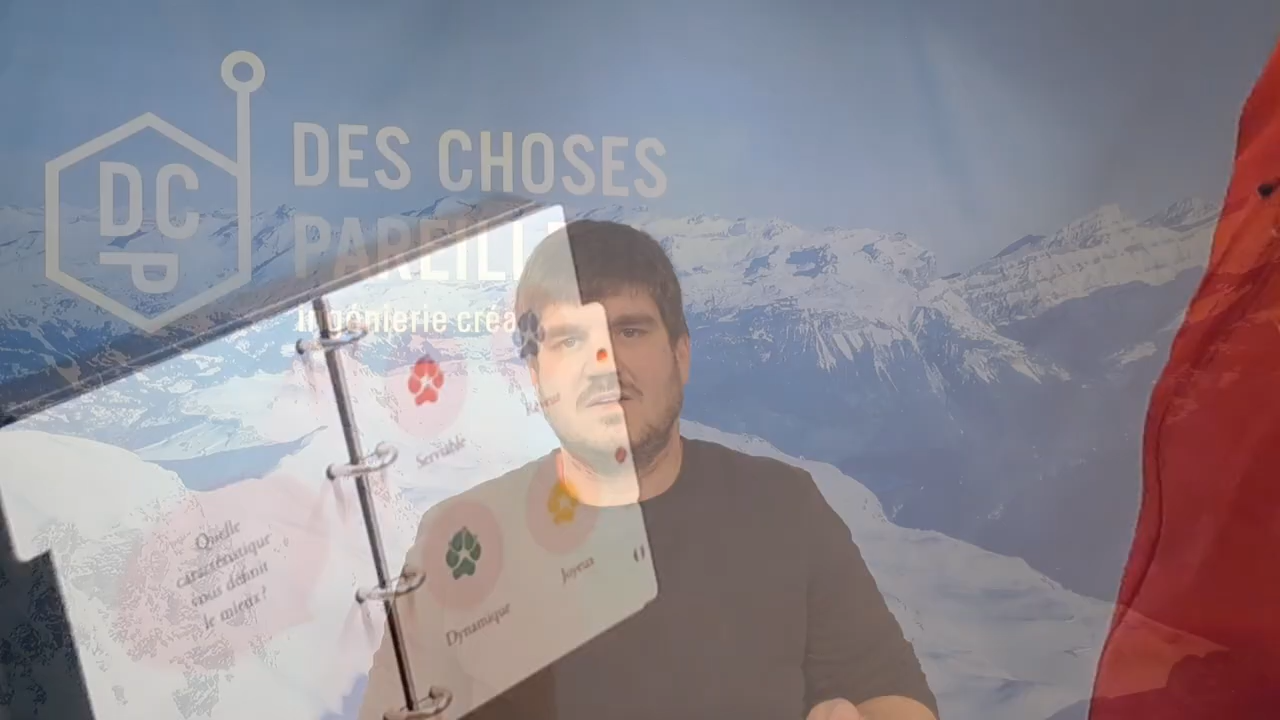 DCP
DES CHOSES
PAREILL
Ingénierie créa
Serviable
Quelle
caractéristique
vous définit
le mieux?
Joyeux
Dynamique